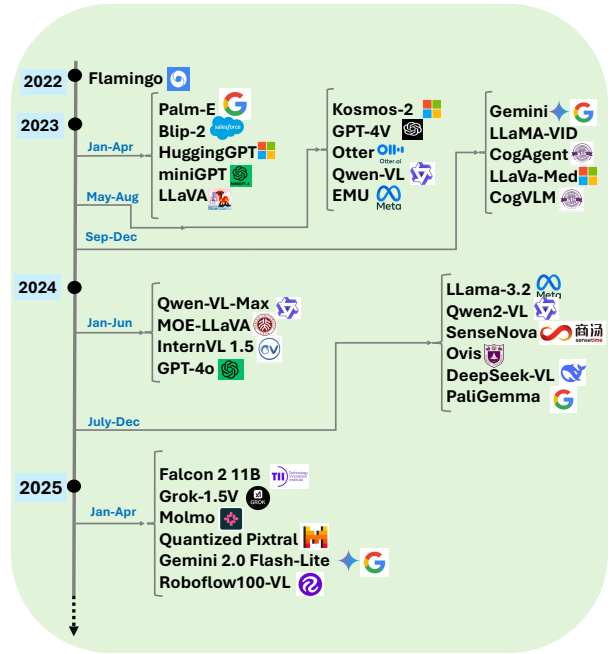 2022
Flamingo
2023
Jan-Apr
Palm-E
Blip-2 salesforce
HuggingGPT
miniGPT
LLaVA
May-Aug
Kosmos-2
GPT-4V
Otter
Otter.ai
Qwen-VL
EMU
Meta
Sep-Dec
Gemini
LLaMA-VID
CogAgent
LLaVa-Med
CogVLM
2024
Jan-Jun
Qwen-VL-Max
MOE-LLaVA
InternVL 1.5
GPT-4o
July-Dec
LLama-3.2
Meta
Qwen2-VL
SenseNova 商汤
sensetime
Ovis
DeepSeek-VL
PaliGemma
2025
Jan-Apr
Falcon 2 11B TII Technology Innovation Institute
Grok-1.5V
GROK
Molmo
Quantized Pixtral
Gemini 2.0 Flash-Lite
Roboflow100-VL